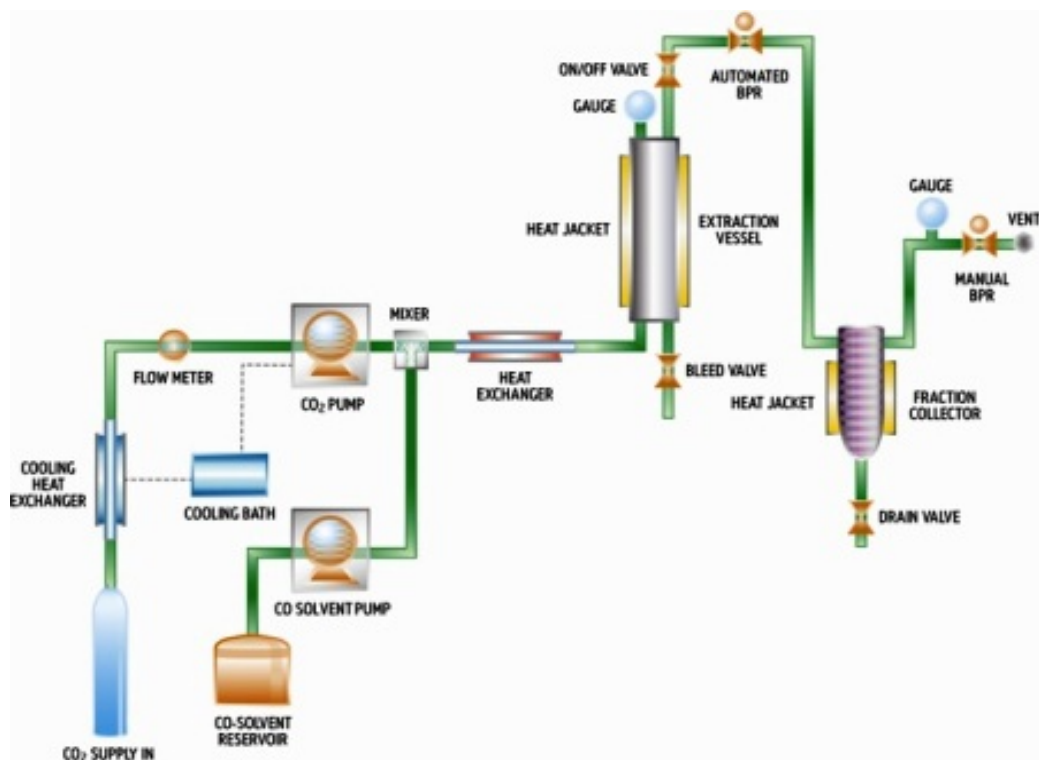 ON/OFF VALVE
AUTOMATED
BPR
GAUGE
GAUGE
VENT
HEAT JACKET
EXTRACTION
VESSEL
MANUAL
BPR
MIXER
FLOW METER
CO₂ PUMP
HEAT
EXCHANGER
BLEED VALVE
HEAT JACKET
FRACTION
COLLECTOR
COOLING
HEAT
EXCHANGER
COOLING BATH
DRAIN VALVE
CO SOLVENT PUMP
CO-SOLVENT
RESERVOIR
CO₂ SUPPLY IN